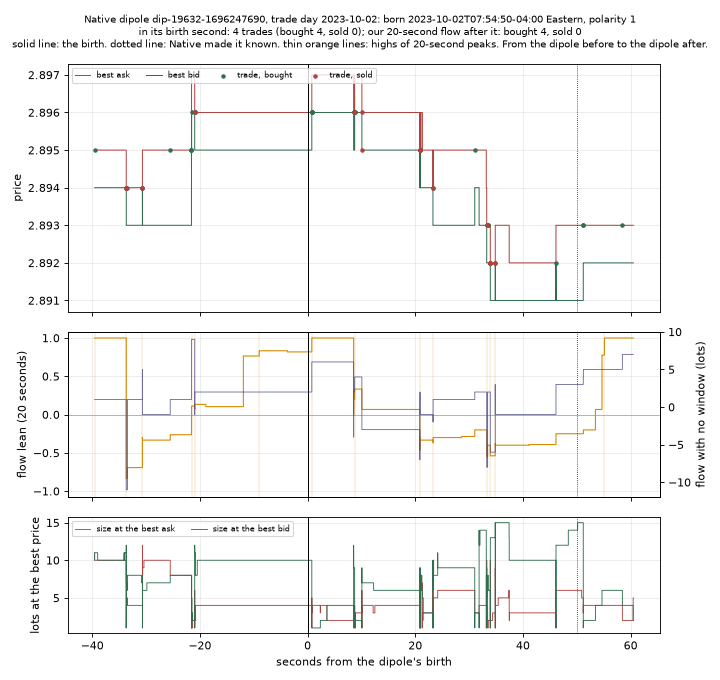 Native dipole dip-19632-1696247690, trade day 2023-10-02: born 2023-10-02T07:54:50-04:00 Eastern, polarity 1
in its birth second: 4 trades (bought 4, sold 0); our 20-second flow after it: bought 4, sold 0
solid line: the birth. dotted line: Native made it known. thin orange lines: highs of 20-second peaks. From the dipole before to the dipole after.
best ask
best bid
trade, bought
trade, sold
2.897
2.896
2.895
2.894
2.893
2.892
2.891
price
1.0
0.5
0.0
−0.5
−1.0
flow lean (20 seconds)
10
5
0
−5
−10
flow with no window (lots)
size at the best ask
size at the best bid
15
10
5
lots at the best price
−40
−20
0
20
40
60
seconds from the dipole's birth